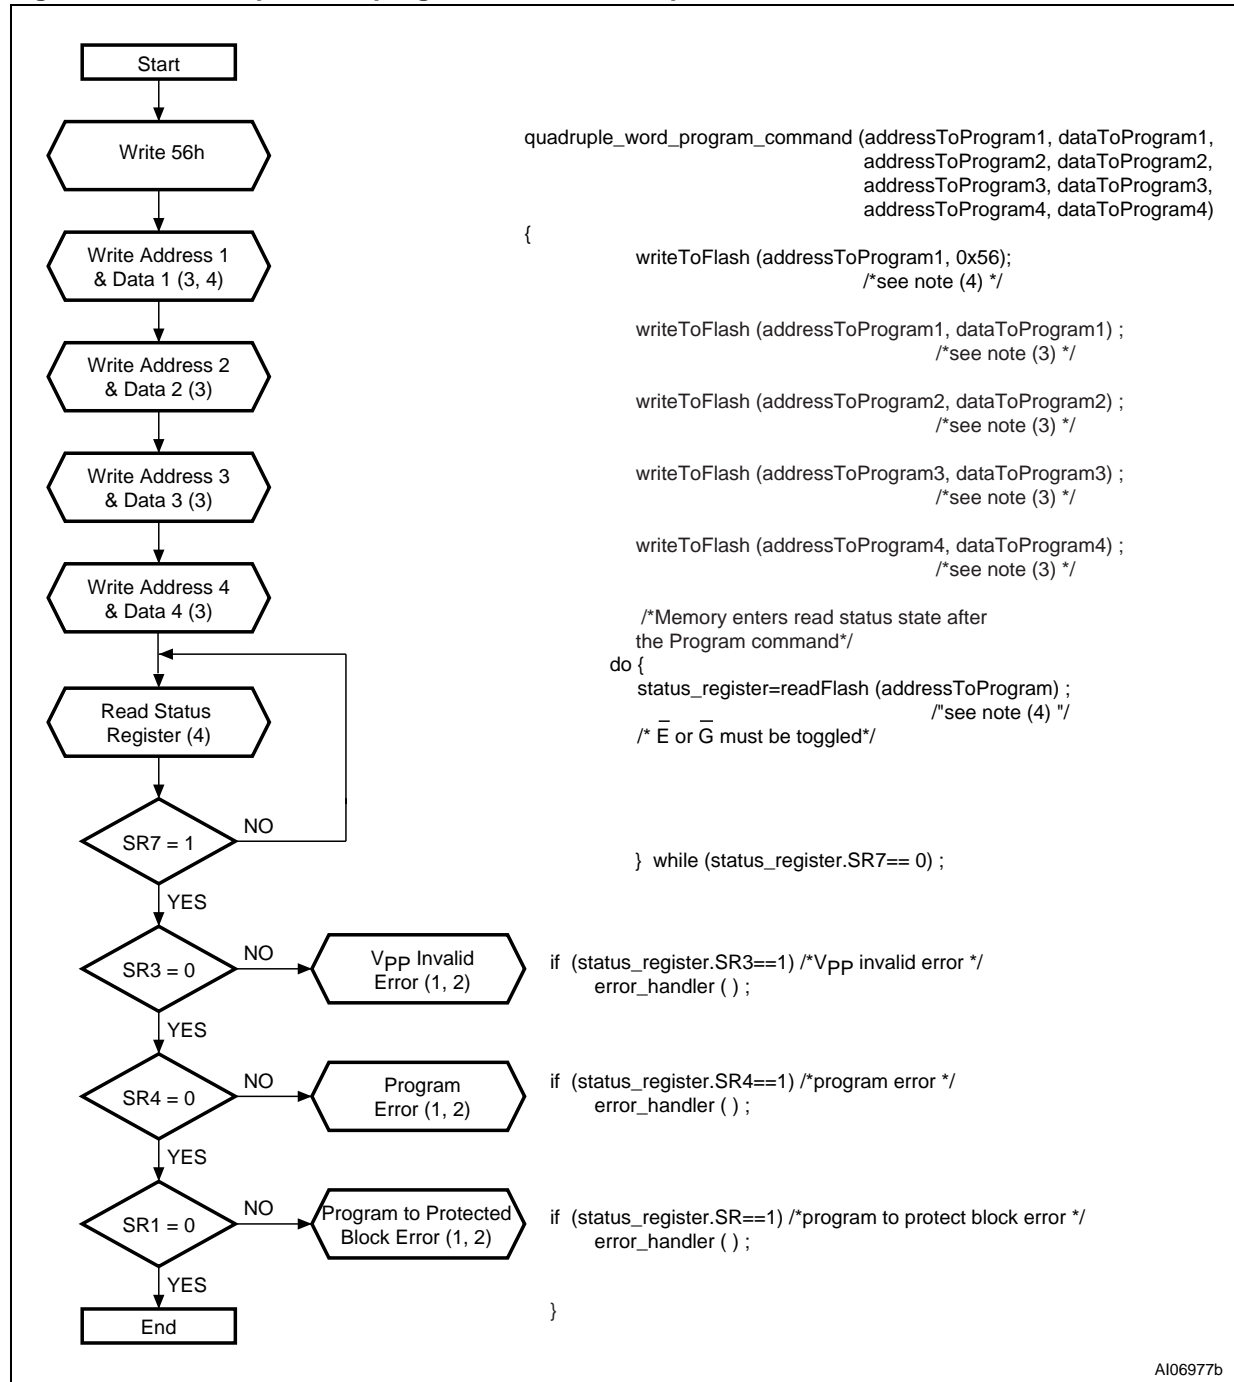 Start
Write 56h
Write Address 1
& Data 1 (3, 4)
Write Address 2
& Data 2 (3)
Write Address 3
& Data 3 (3)
Write Address 4
& Data 4 (3)
Read Status
Register (4)
SR7 = 1
NO
YES
SR3 = 0
NO
VPP Invalid
Error (1, 2)
YES
SR4 = 0
NO
Program
Error (1, 2)
YES
SR1 = 0
NO
Program to Protected
Block Error (1, 2)
YES
End
quadruple_word_program_command (addressToProgram1, dataToProgram1,
addressToProgram2, dataToProgram2,
addressToProgram3, dataToProgram3,
addressToProgram4, dataToProgram4)
{
writeToFlash (addressToProgram1, 0x56);
/*see note (4) */
writeToFlash (addressToProgram1, dataToProgram1) ;
/*see note (3) */
writeToFlash (addressToProgram2, dataToProgram2) ;
/*see note (3) */
writeToFlash (addressToProgram3, dataToProgram3) ;
/*see note (3) */
writeToFlash (addressToProgram4, dataToProgram4) ;
/*see note (3) */
/*Memory enters read status state after
the Program command*/
do {
status_register=readFlash (addressToProgram) ;
/"see note (4) "/
/* E̅ or G̅ must be toggled*/
} while (status_register.SR7== 0) ;
if (status_register.SR3==1) /*VPP invalid error */
error_handler ( ) ;
if (status_register.SR4==1) /*program error */
error_handler ( ) ;
if (status_register.SR==1) /*program to protect block error */
error_handler ( ) ;
}
AI06977b